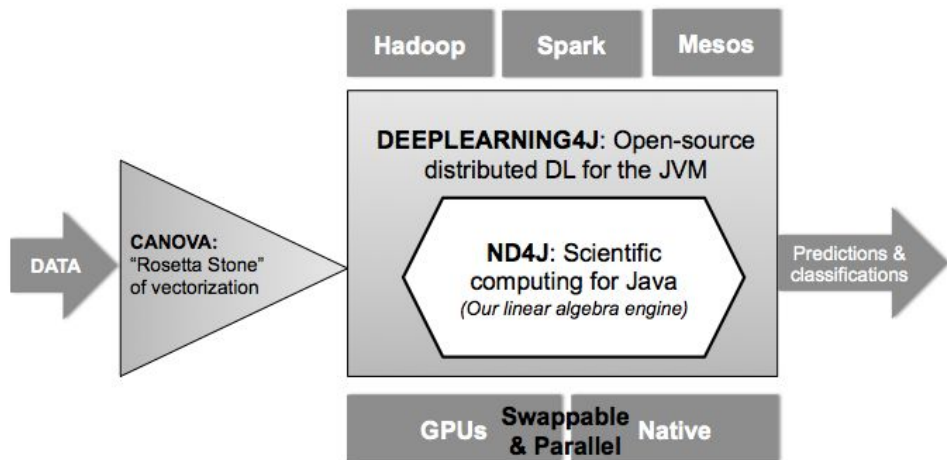 Hadoop
Spark
Mesos
DEEPLEARNING4J: Open-source
distributed DL for the JVM
DATA
CANOVA:
“Rosetta Stone”
of vectorization
ND4J: Scientific
computing for Java
(Our linear algebra engine)
Predictions &
classifications
GPUs
Swappable
& Parallel
Native